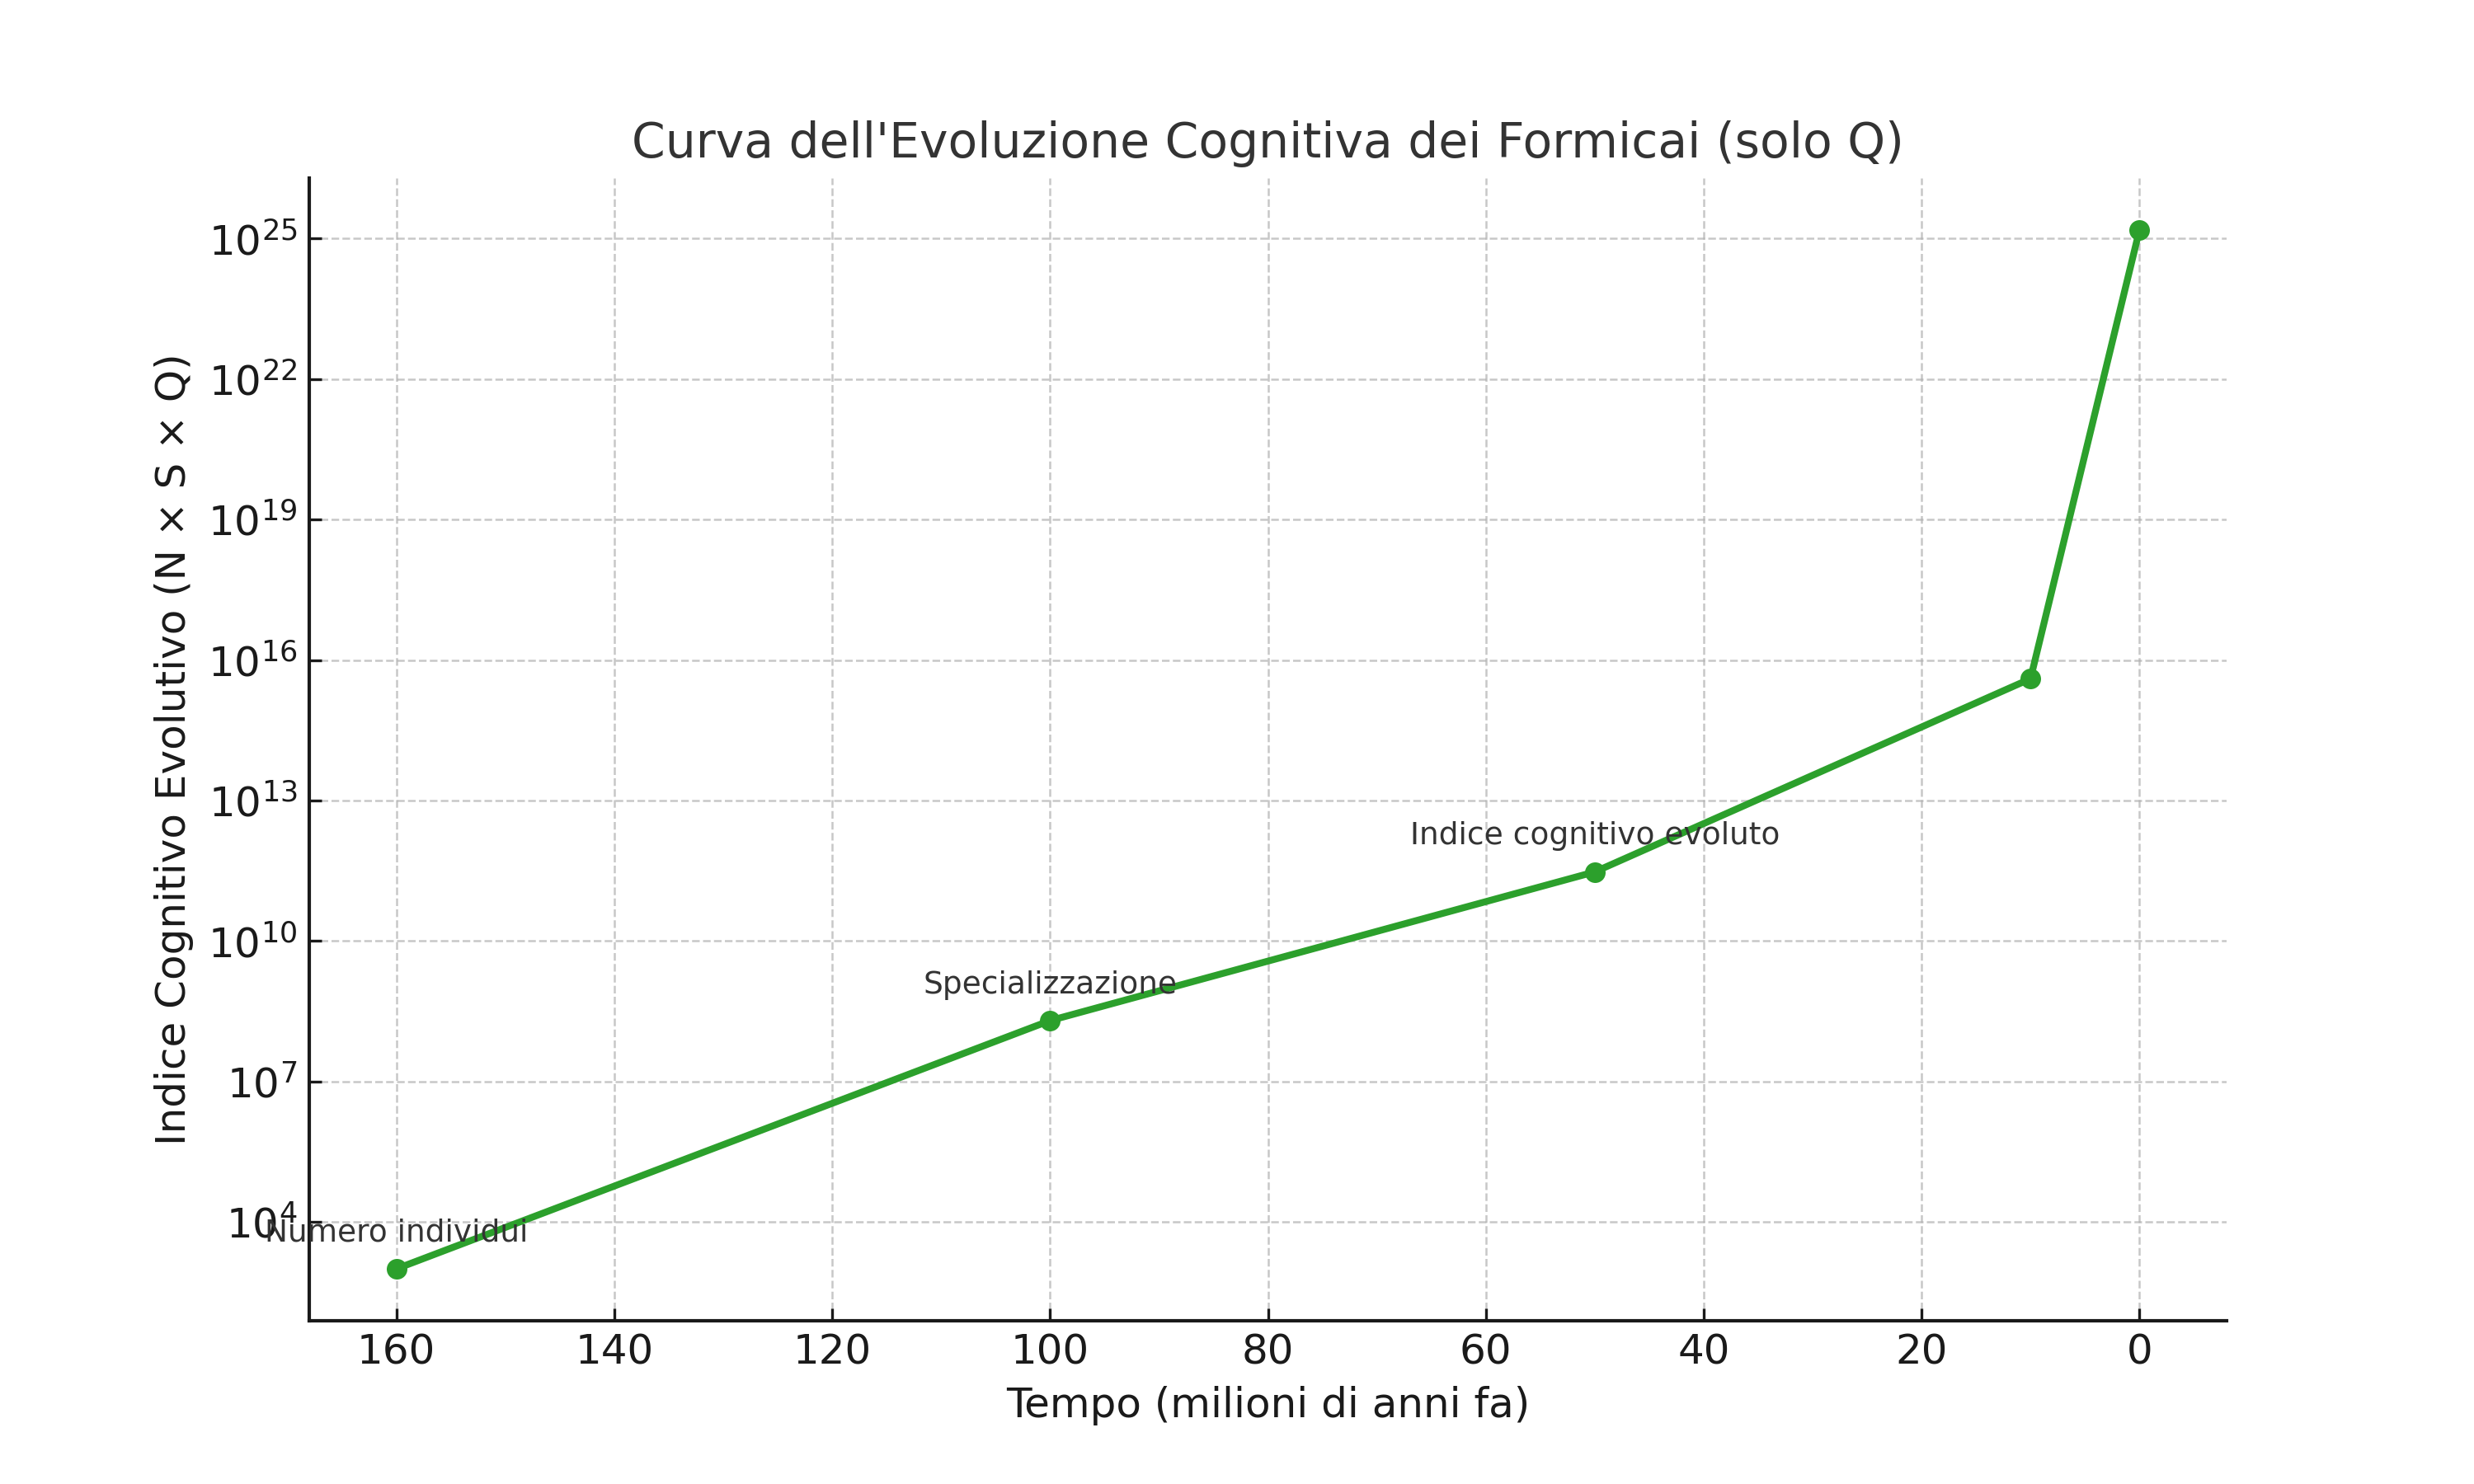 Curva dell'Evoluzione Cognitiva dei Formicai (solo Q)
Indice Cognitivo Evolutivo (N × S × Q)
10^25
10^22
10^19
10^16
10^13
10^10
10^7
10^4
Indice cognitivo evoluto
Specializzazione
Numero individui
160 140 120 100 80 60 40 20 0
Tempo (milioni di anni fa)